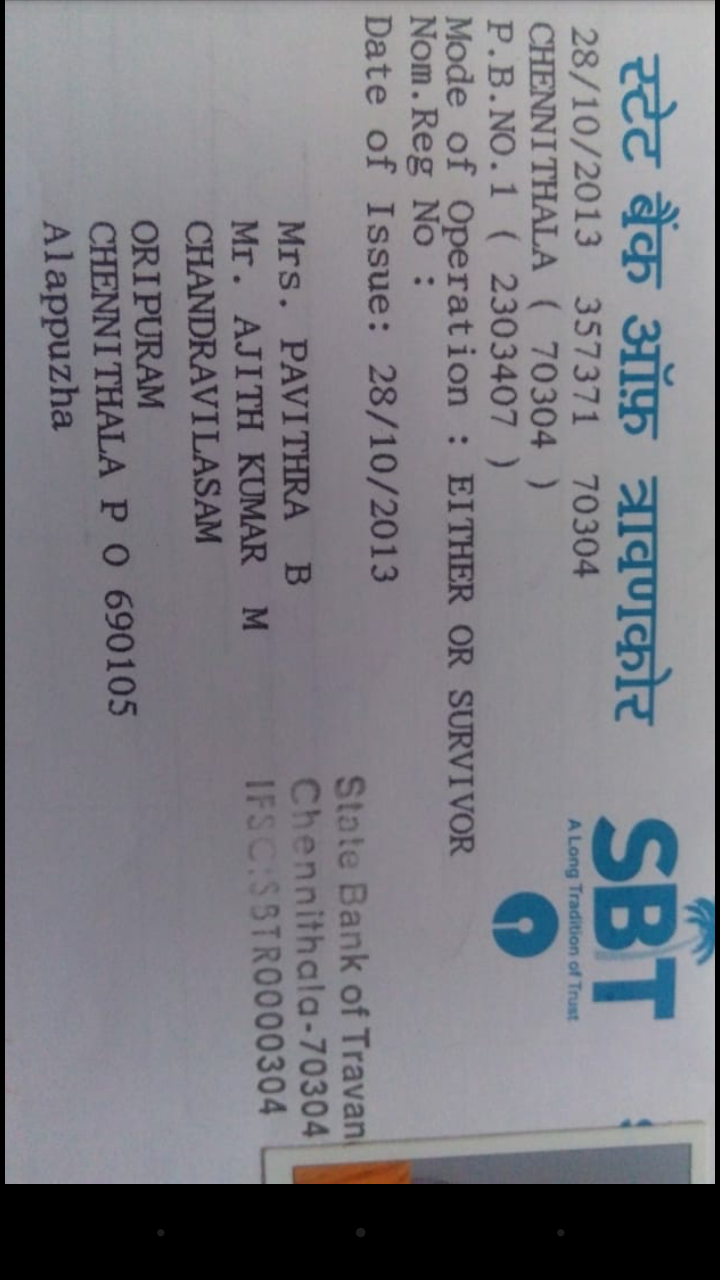 स्टेट बैंक ऑफ़ त्रावणकोर
SBT
A Long Tradition of Trust
28/10/2013 357371 70304
CHENNITHALA ( 70304 )
P.B.NO.1 ( 2303407 )
Mode of Operation : EITHER OR SURVIVOR
Nom.Reg No :
Date of Issue: 28/10/2013
Mrs. PAVITHRA B
Mr. AJITH KUMAR M
CHANDRAVILASAM
ORIPURAM
CHENNITHALA P O 690105
Alappuzha
State Bank of Travan
Chennithala-70304
IFSC:SBTR0000304